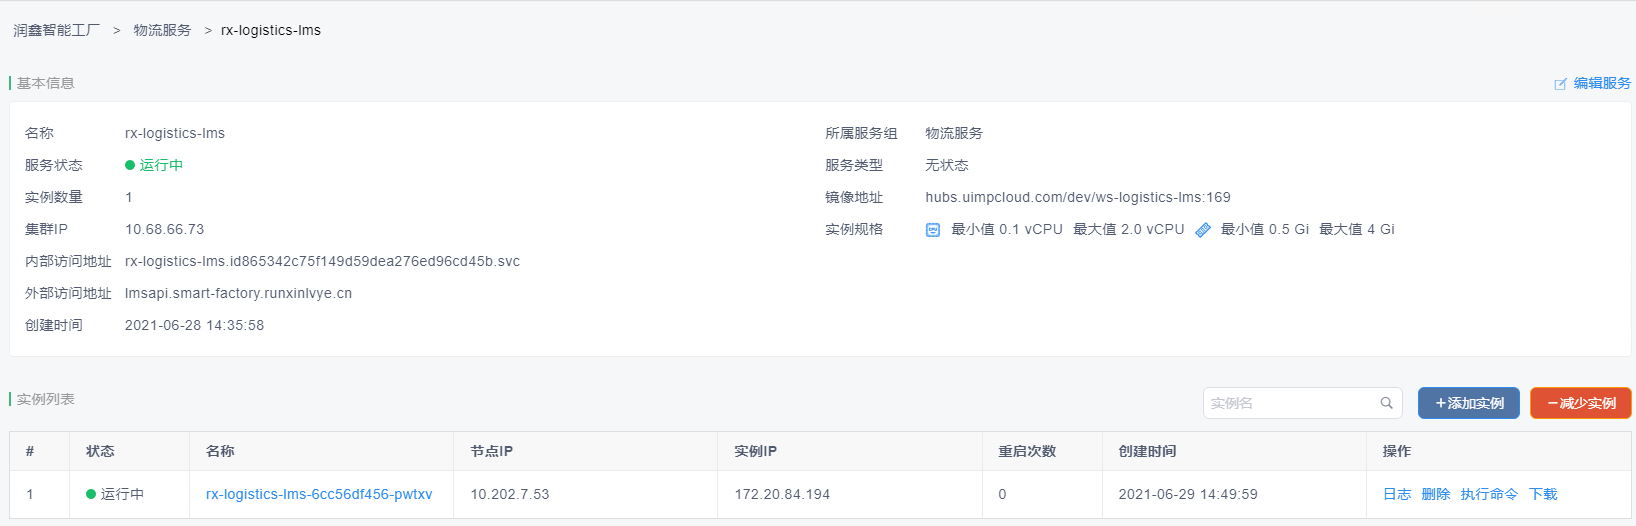 润鑫智能工厂 > 物流服务 > rx-logistics-lms
基本信息 编辑服务
名称 rx-logistics-lms 所属服务组 物流服务
服务状态 运行中 服务类型 无状态
实例数量 1 镜像地址 hubs.uimpcloud.com/dev/ws-logistics-lms:169
集群IP 10.68.66.73 实例规格 最小值 0.1 vCPU 最大值 2.0 vCPU 最小值 0.5 Gi 最大值 4 Gi
内部访问地址 rx-logistics-lms.id865342c75f149d59dea276ed96cd45b.svc
外部访问地址 lmsapi.smart-factory.runxinlvye.cn
创建时间 2021-06-28 14:35:58
实例列表 实例名 +添加实例 −减少实例
# 状态 名称 节点IP 实例IP 重启次数 创建时间 操作
1 运行中 rx-logistics-lms-6cc56df456-pwtxv 10.202.7.53 172.20.84.194 0 2021-06-29 14:49:59 日志 删除 执行命令 下载